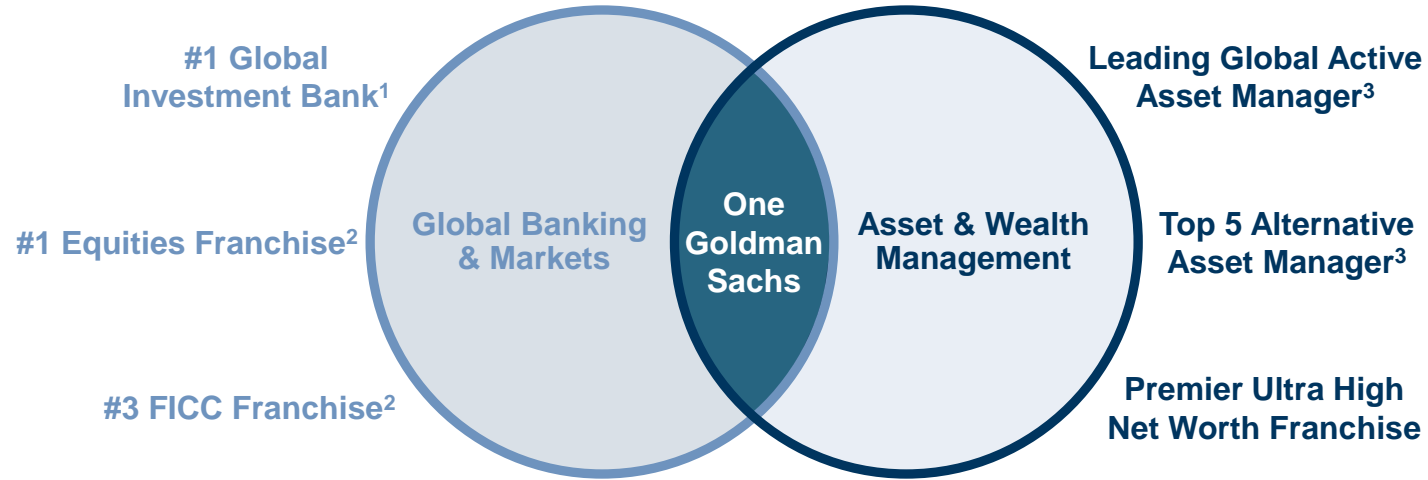 #1 Global
Investment Bank¹
#1 Equities Franchise²
#3 FICC Franchise²
Global Banking
& Markets
One
Goldman
Sachs
Asset & Wealth
Management
Leading Global Active
Asset Manager³
Top 5 Alternative
Asset Manager³
Premier Ultra High
Net Worth Franchise